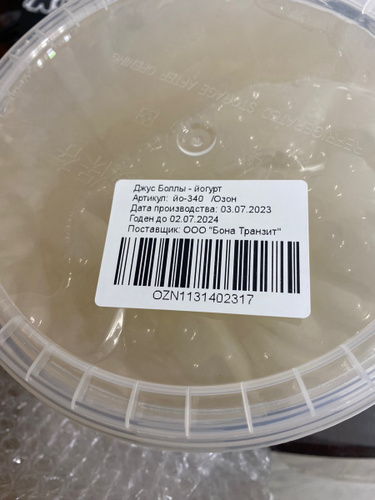 Джус Боллы - йогурт
Артикул: йо-340 /Озон
Дата производства: 03.07.2023
Годен до 02.07.2024
Поставщик: ООО "Бона Транзит"
OZN1131402317